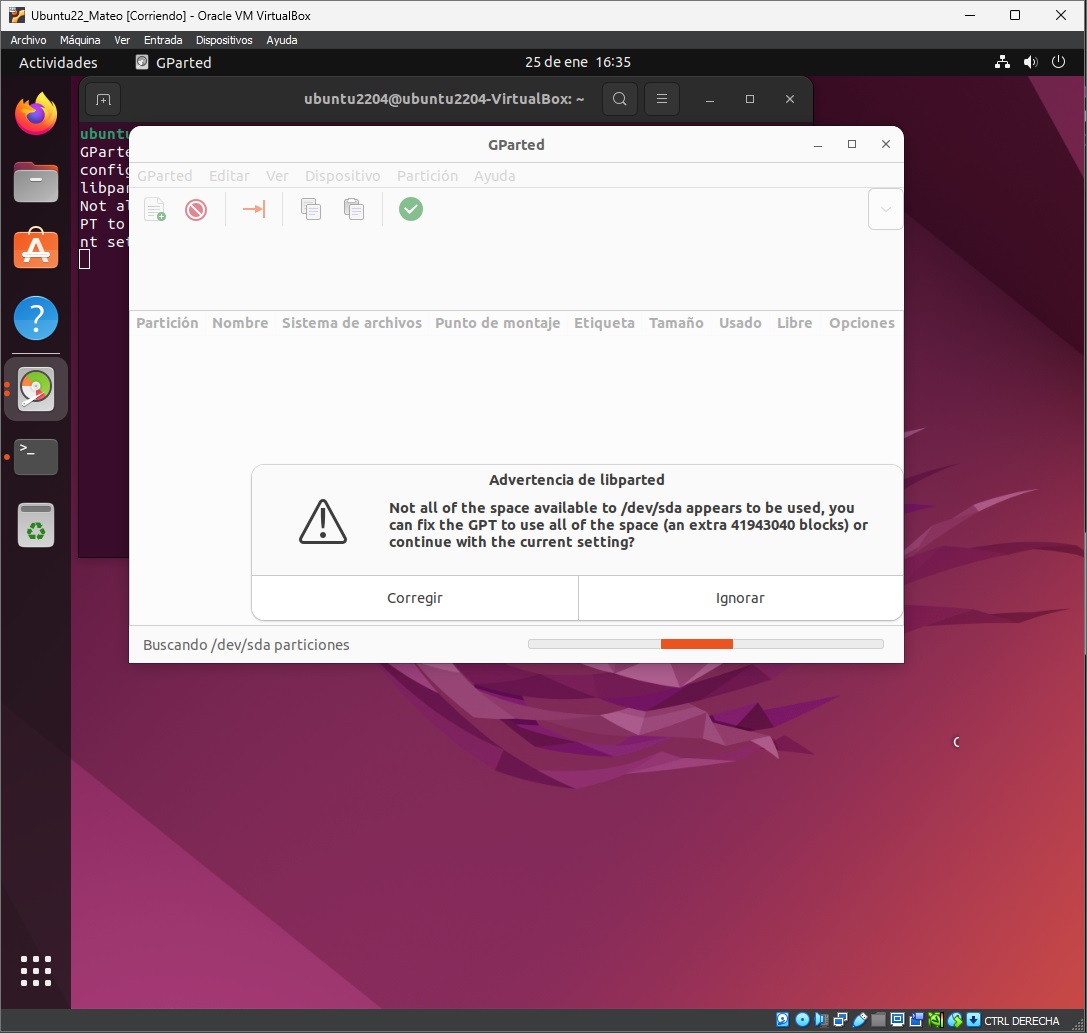 Ubuntu22_Mateo [Corriendo] - Oracle VM VirtualBox
Archivo Máquina Ver Entrada Dispositivos Ayuda
Actividades GParted 25 de ene 16:35
ubuntu2204@ubuntu2204-VirtualBox: ~
GParted
GParted Editar Ver Dispositivo Partición Ayuda
Partición Nombre Sistema de archivos Punto de montaje Etiqueta Tamaño Usado Libre Opciones
ubuntu
GParte
config
libpar
Not al
PT to
nt set
Advertencia de libparted
Not all of the space available to /dev/sda appears to be used, you
can fix the GPT to use all of the space (an extra 41943040 blocks) or
continue with the current setting?
Corregir Ignorar
Buscando /dev/sda particiones
CTRL DERECHA